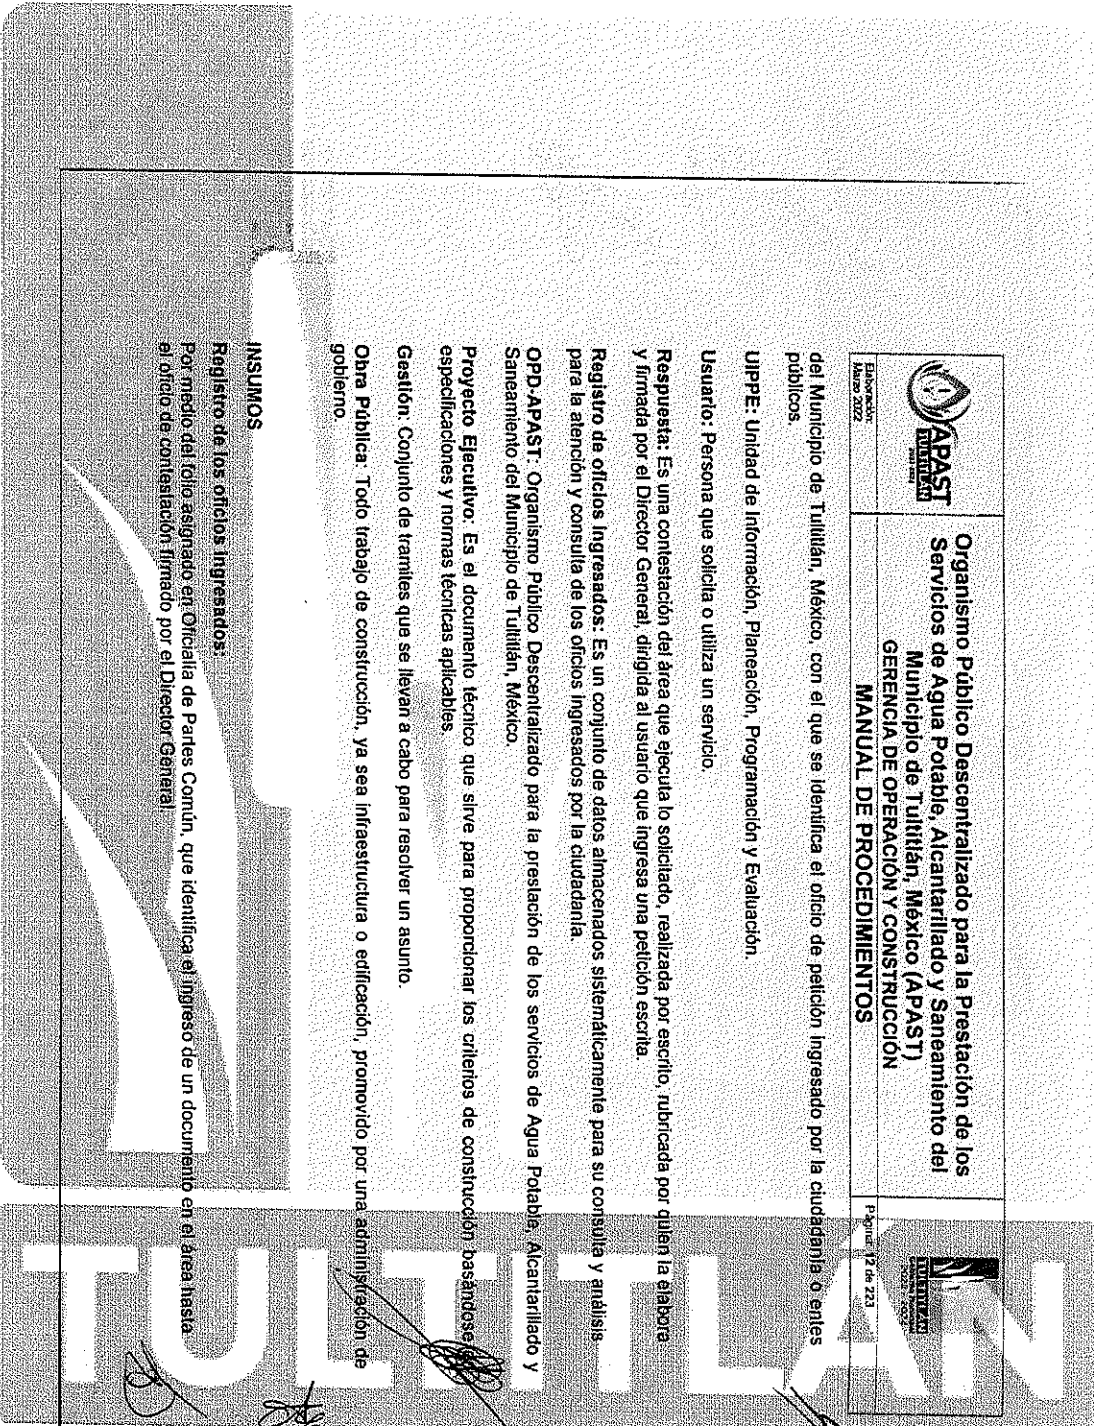 APAST
TULTITLÁN
Organismo Público Descentralizado para la Prestación de los
Servicios de Agua Potable, Alcantarillado y Saneamiento del
Municipio de Tultitlán, México (APAST)
GERENCIA DE OPERACIÓN Y CONSTRUCCIÓN
MANUAL DE PROCEDIMIENTOS
TULTITLÁN
Elaboración:
Marzo 2022
Página: 12 de 223
del Municipio de Tultitlán, México, con el que se identifica el oficio de petición ingresado por la ciudadanía o entes
públicos.
UIPPE: Unidad de Información, Planeación, Programación y Evaluación.
Usuario: Persona que solicita o utiliza un servicio.
Respuesta: Es una contestación del área que ejecuta lo solicitado, realizada por escrito, rubricada por quien la elabora
y firmada por el Director General, dirigida al usuario que ingresa una petición escrita.
Registro de oficios ingresados: Es un conjunto de datos almacenados sistemáticamente para su consulta y análisis
para la atención y consulta de los oficios ingresados por la ciudadanía.
OPD-APAST: Organismo Público Descentralizado para la prestación de los servicios de Agua Potable, Alcantarillado y
Saneamiento del Municipio de Tultitlán, México.
Proyecto Ejecutivo: Es el documento técnico que sirve para proporcionar los criterios de construcción basándose
especificaciones y normas técnicas aplicables.
Gestión: Conjunto de tramites que se llevan a cabo para resolver un asunto.
Obra Pública: Todo trabajo de construcción, ya sea infraestructura o edificación, promovido por una administración de
gobierno.
INSUMOS
Registro de los oficios ingresados:
Por medio del folio asignado en Oficialía de Partes Común, que identifica el ingreso de un documento en el área hasta
el oficio de contestación firmado por el Director General.
TULTITLÁN